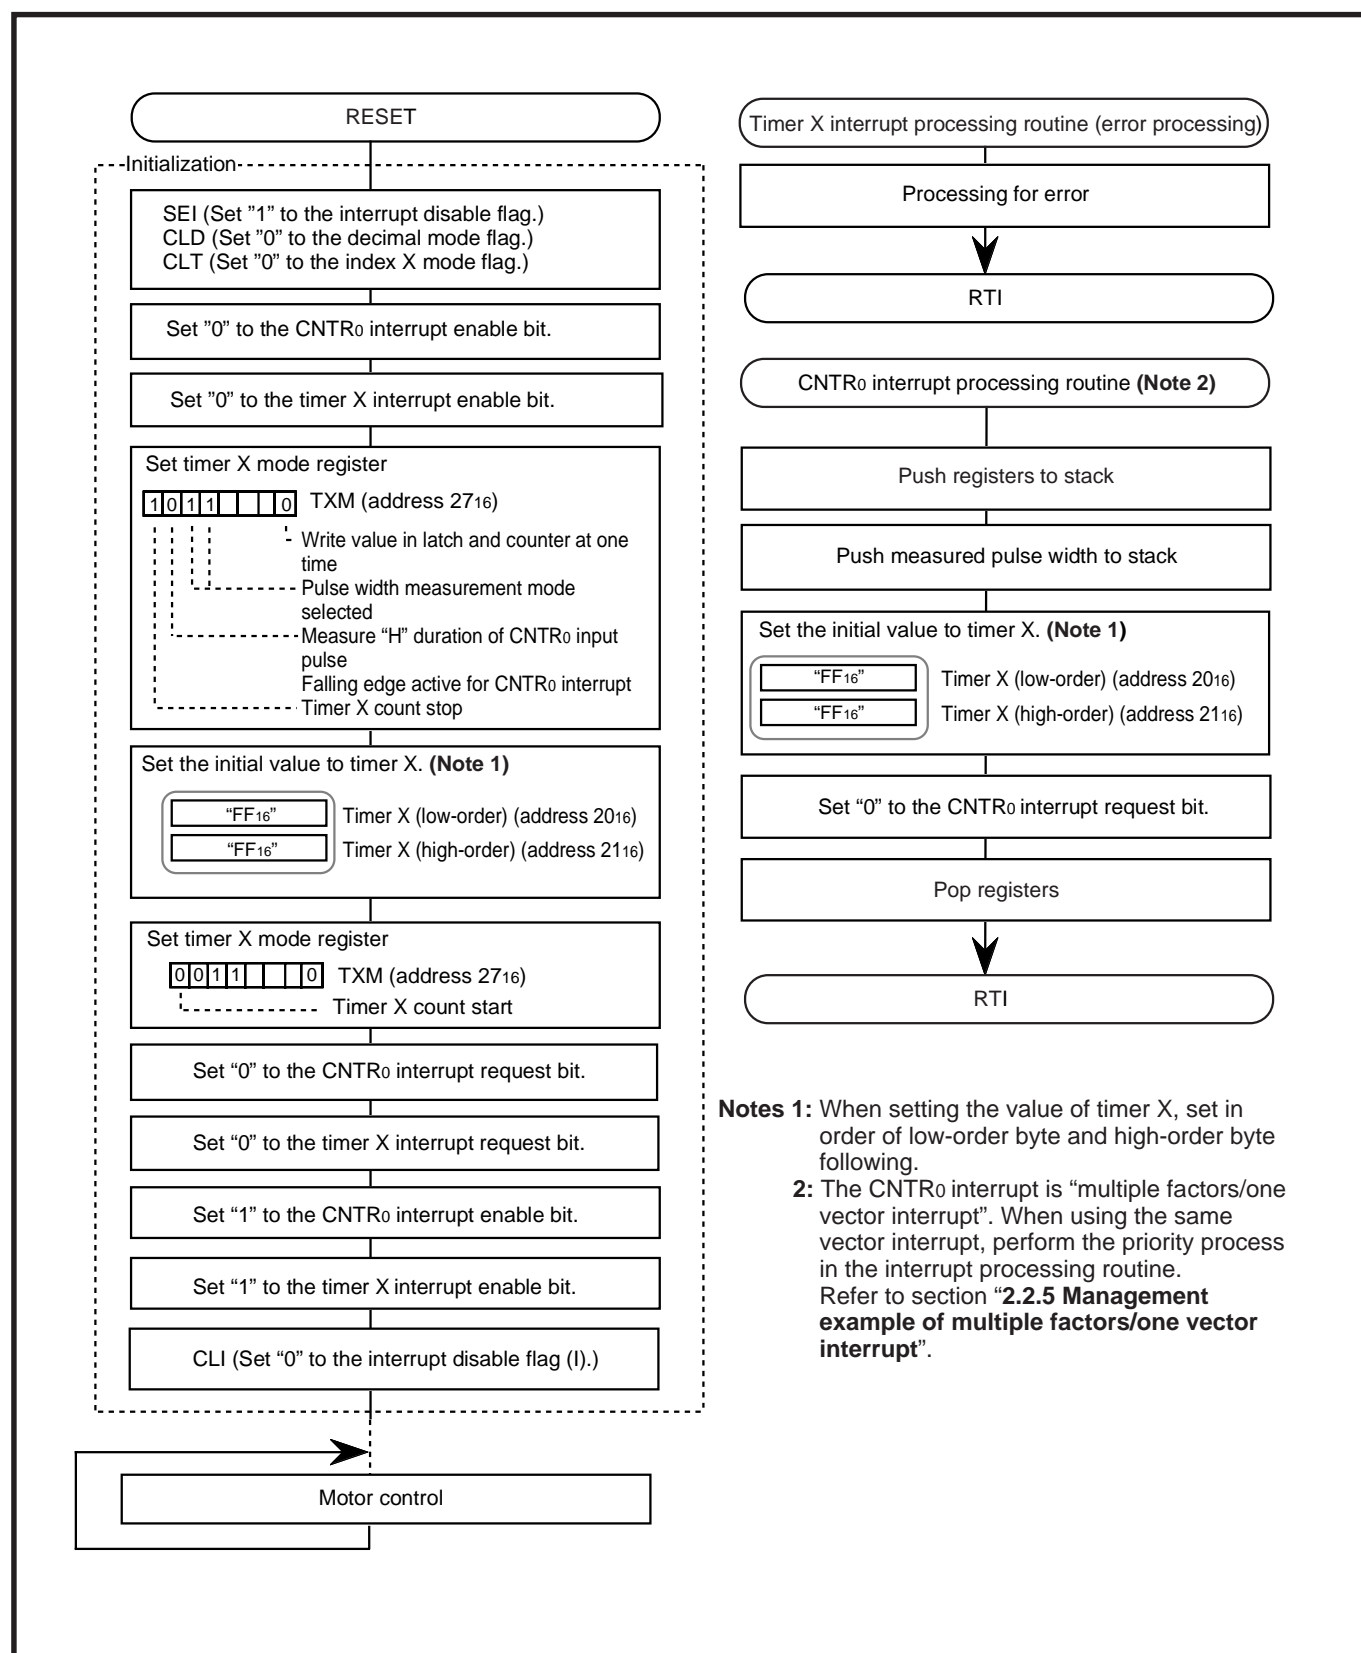 RESET
Initialization
SEI (Set ”1” to the interrupt disable flag.)
CLD (Set ”0” to the decimal mode flag.)
CLT (Set ”0” to the index X mode flag.)
Set ”0” to the CNTR0 interrupt enable bit.
Set ”0” to the timer X interrupt enable bit.
Set timer X mode register
1 0 1 1 0 TXM (address 2716)
Write value in latch and counter at one
time
Pulse width measurement mode
selected
Measure “H” duration of CNTR0 input
pulse
Falling edge active for CNTR0 interrupt
Timer X count stop
Set the initial value to timer X. (Note 1)
“FF16” Timer X (low-order) (address 2016)
“FF16” Timer X (high-order) (address 2116)
Set timer X mode register
0 0 1 1 0 TXM (address 2716)
Timer X count start
Set “0” to the CNTR0 interrupt request bit.
Set “0” to the timer X interrupt request bit.
Set “1” to the CNTR0 interrupt enable bit.
Set “1” to the timer X interrupt enable bit.
CLI (Set “0” to the interrupt disable flag (I).)
Motor control
Timer X interrupt processing routine (error processing)
Processing for error
RTI
CNTR0 interrupt processing routine (Note 2)
Push registers to stack
Push measured pulse width to stack
Set the initial value to timer X. (Note 1)
“FF16” Timer X (low-order) (address 2016)
“FF16” Timer X (high-order) (address 2116)
Set “0” to the CNTR0 interrupt request bit.
Pop registers
RTI
Notes 1: When setting the value of timer X, set in
order of low-order byte and high-order byte
following.
2: The CNTR0 interrupt is “multiple factors/one
vector interrupt”. When using the same
vector interrupt, perform the priority process
in the interrupt processing routine.
Refer to section “2.2.5 Management
example of multiple factors/one vector
interrupt”.